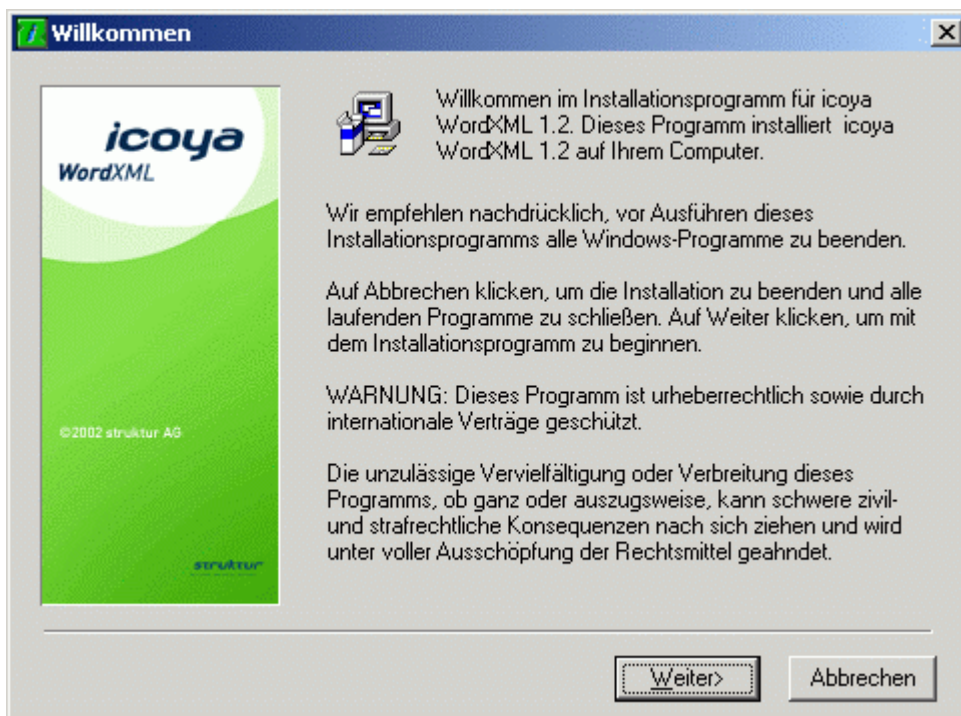 Willkommen
icoya
WordXML
©2002 struktur AG
struktur
Willkommen im Installationsprogramm für icoya
WordXML 1.2. Dieses Programm installiert icoya
WordXML 1.2 auf Ihrem Computer.
Wir empfehlen nachdrücklich, vor Ausführen dieses
Installationsprogramms alle Windows-Programme zu beenden.
Auf Abbrechen klicken, um die Installation zu beenden und alle
laufenden Programme zu schließen. Auf Weiter klicken, um mit
dem Installationsprogramm zu beginnen.
WARNUNG: Dieses Programm ist urheberrechtlich sowie durch
internationale Verträge geschützt.
Die unzulässige Vervielfältigung oder Verbreitung dieses
Programms, ob ganz oder auszugsweise, kann schwere zivil-
und strafrechtliche Konsequenzen nach sich ziehen und wird
unter voller Ausschöpfung der Rechtsmittel geahndet.
Weiter>
Abbrechen